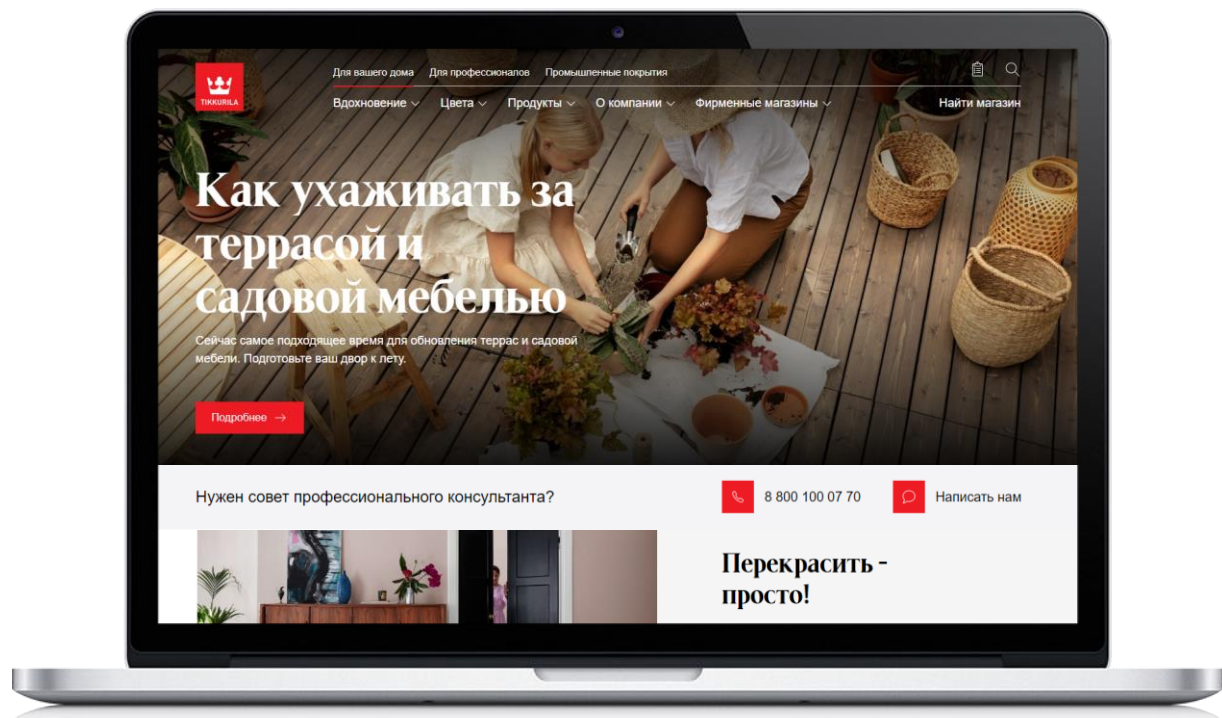 TIKKURILA
Для вашего дома Для профессионалов Промышленные покрытия
Вдохновение Цвета Продукты О компании Фирменные магазины Найти магазин
Как ухаживать за
террасой и
садовой мебелью
Сейчас самое подходящее время для обновления террас и садовой
мебели. Подготовьте ваш двор к лету.
Подробнее →
Нужен совет профессионального консультанта? 8 800 100 07 70 Написать нам
Перекрасить -
просто!